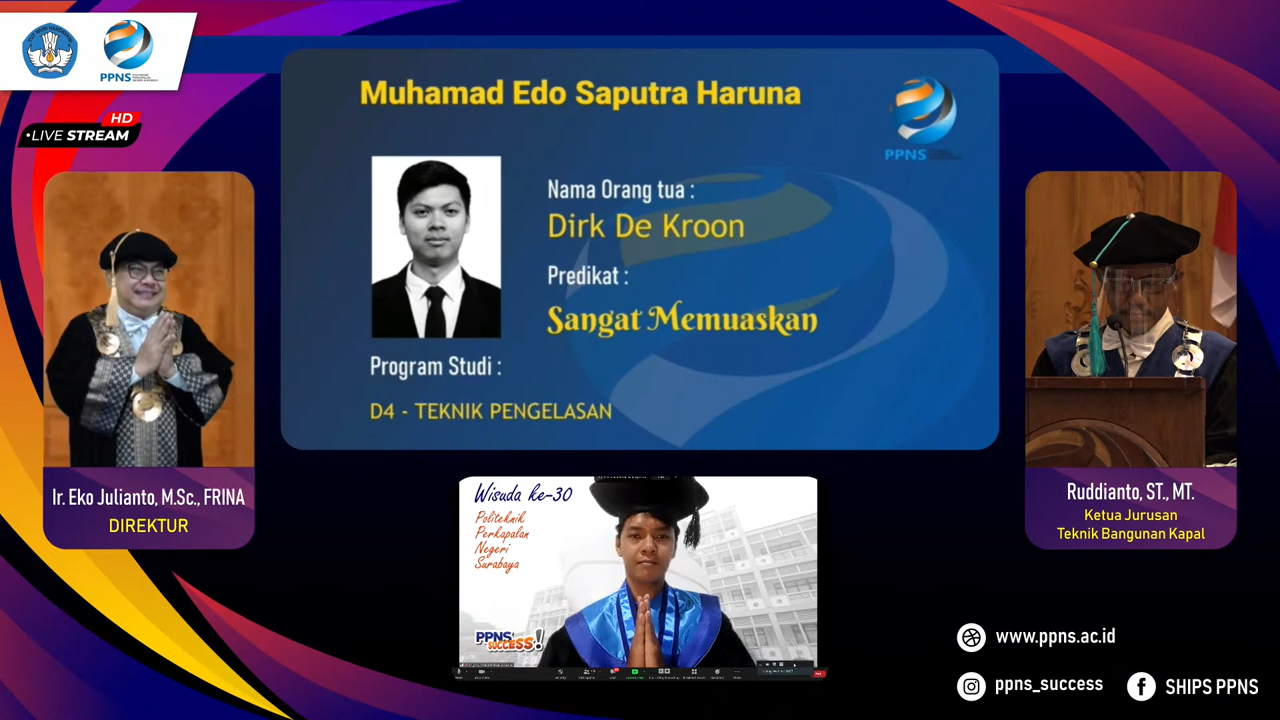 PPNS
HD
LIVE STREAM
Muhamad Edo Saputra Haruna
PPNS
Nama Orang tua :
Dirk De Kroon
Predikat :
Sangat Memuaskan
Program Studi :
D4 - TEKNIK PENGELASAN
Ir. Eko Julianto, M.Sc., FRINA
DIREKTUR
Ruddianto, ST., MT.
Ketua Jurusan
Teknik Bangunan Kapal
Wisuda ke-30
Politeknik
Perkapalan
Negeri
Surabaya
PPNS
SUCCESS!
www.ppns.ac.id
ppns_success
SHIPS PPNS